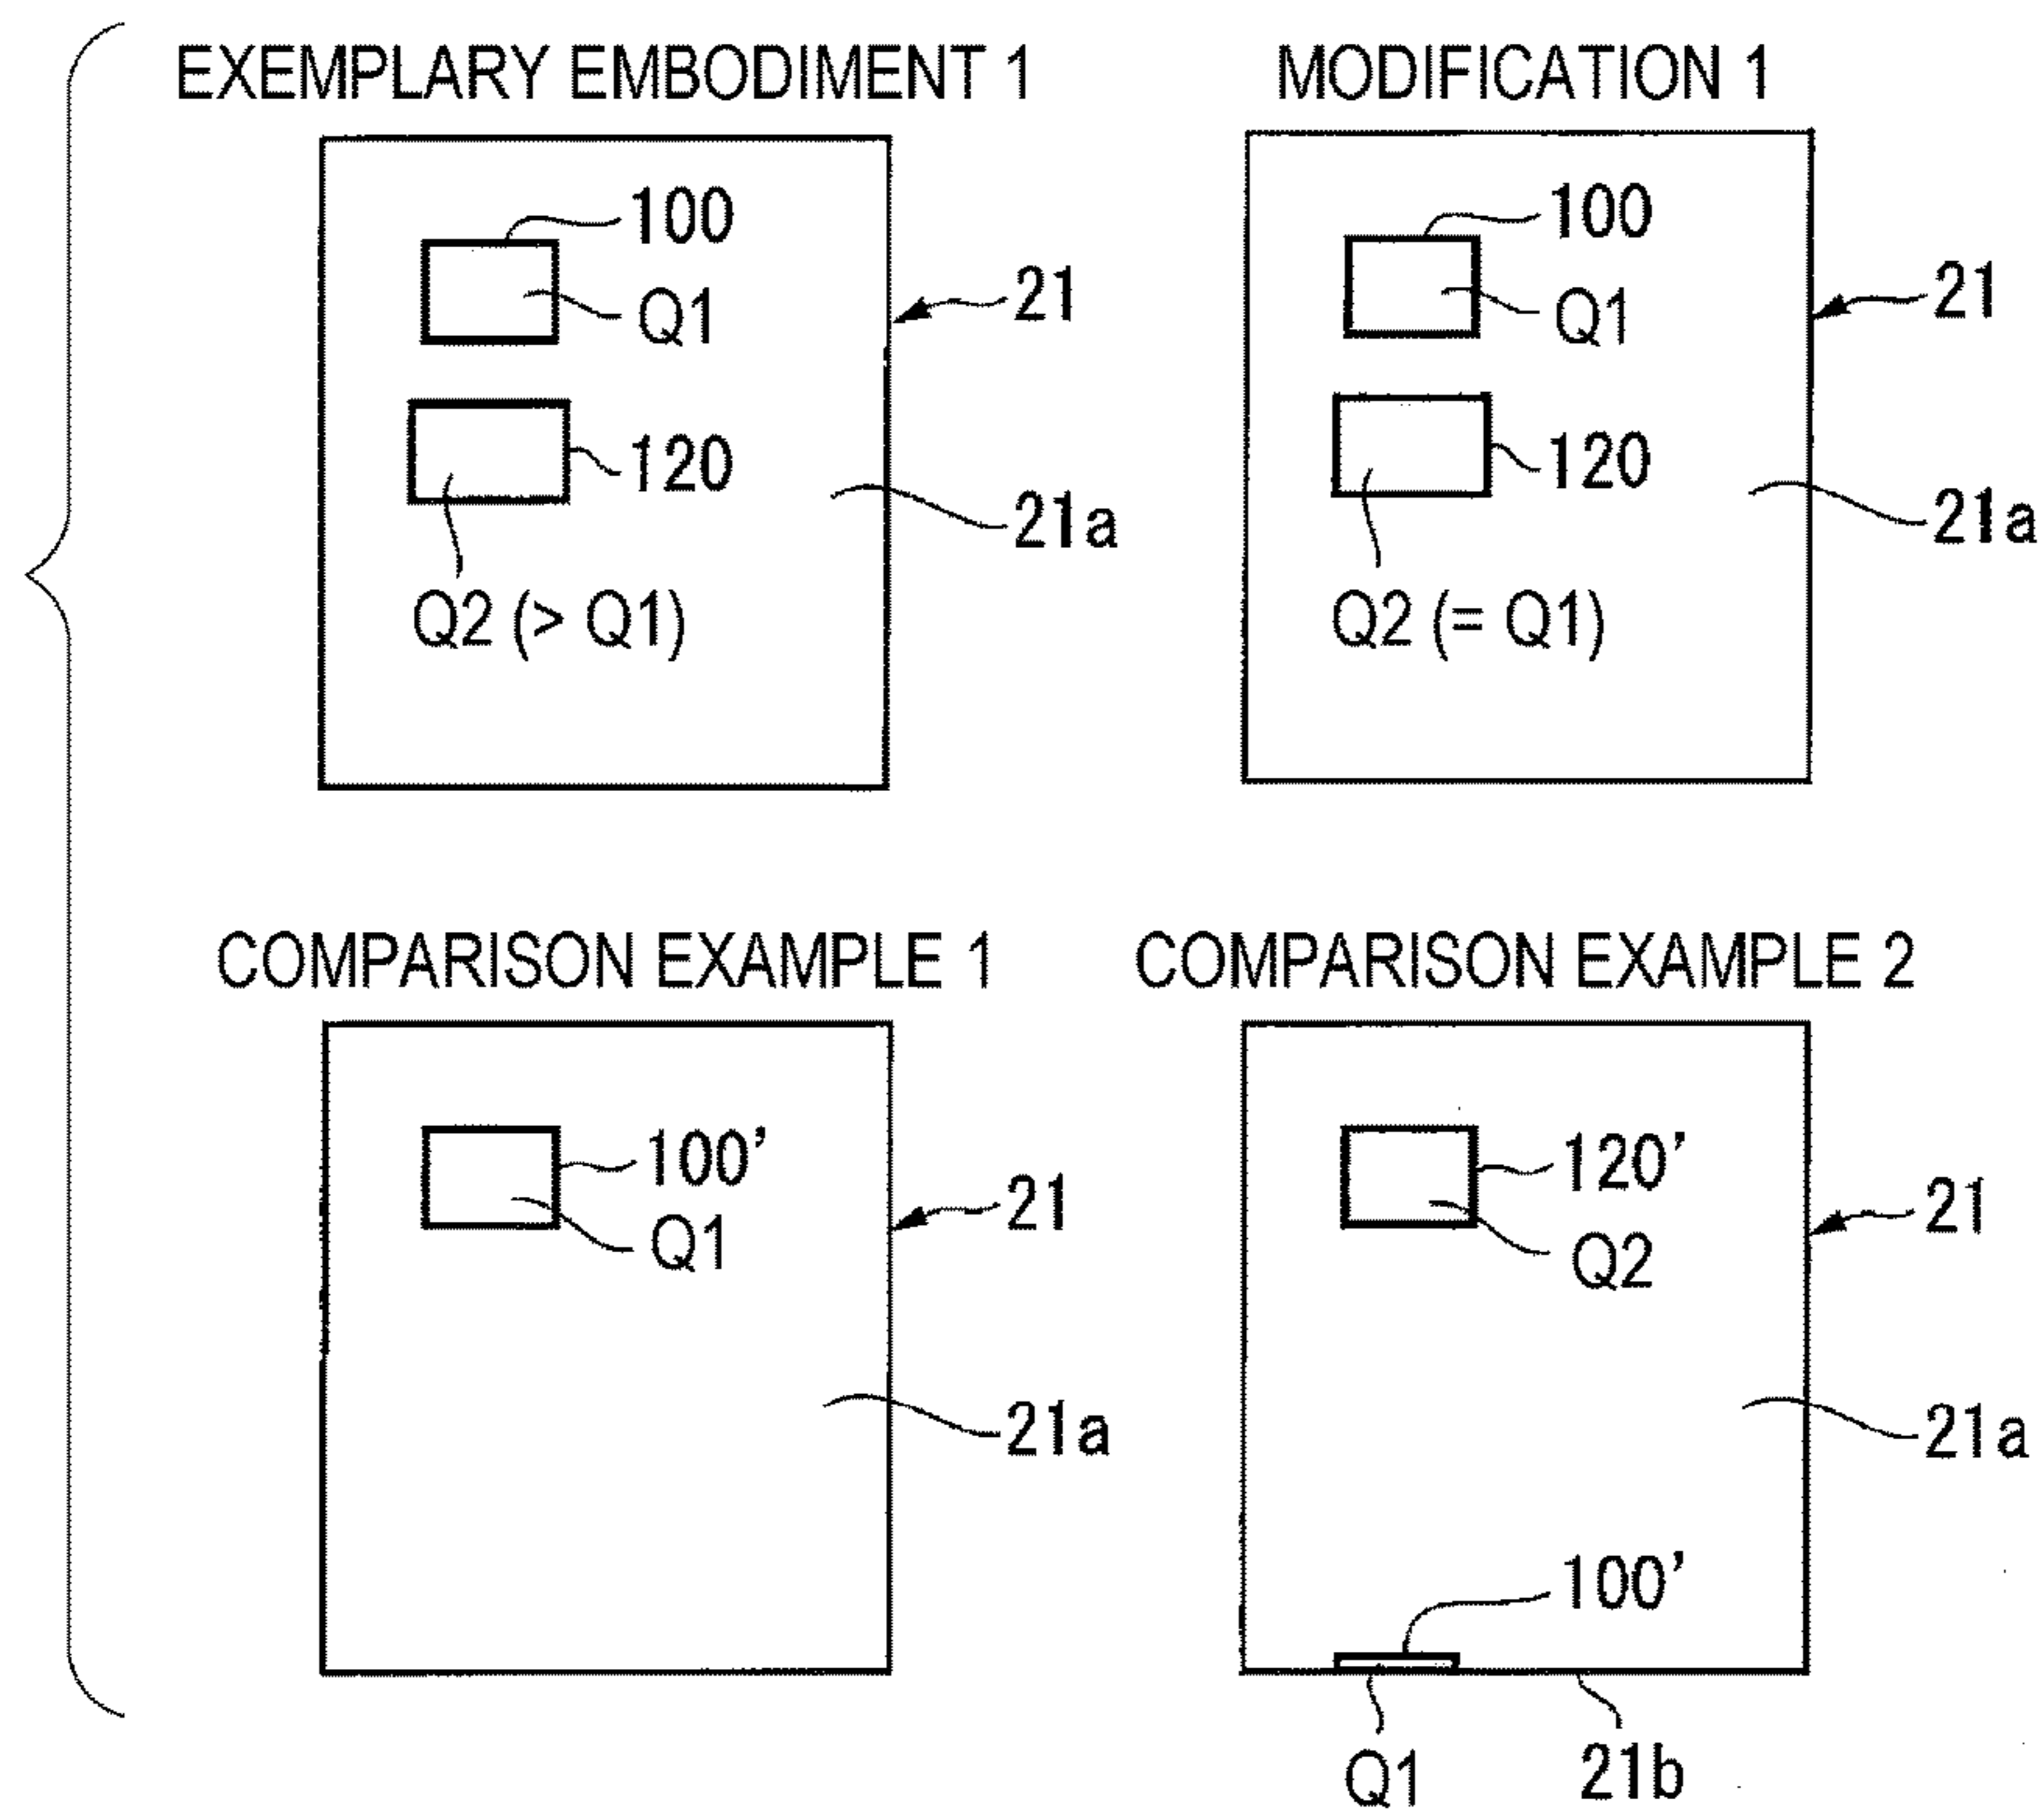 EXEMPLARY EMBODIMENT 1
100
Q1
21
120
21a
Q2 (> Q1)
MODIFICATION 1
100
Q1
21
120
21a
Q2 (= Q1)
COMPARISON EXAMPLE 1
100'
Q1
21
21a
COMPARISON EXAMPLE 2
120'
Q2
21
21a
100'
Q1
21b